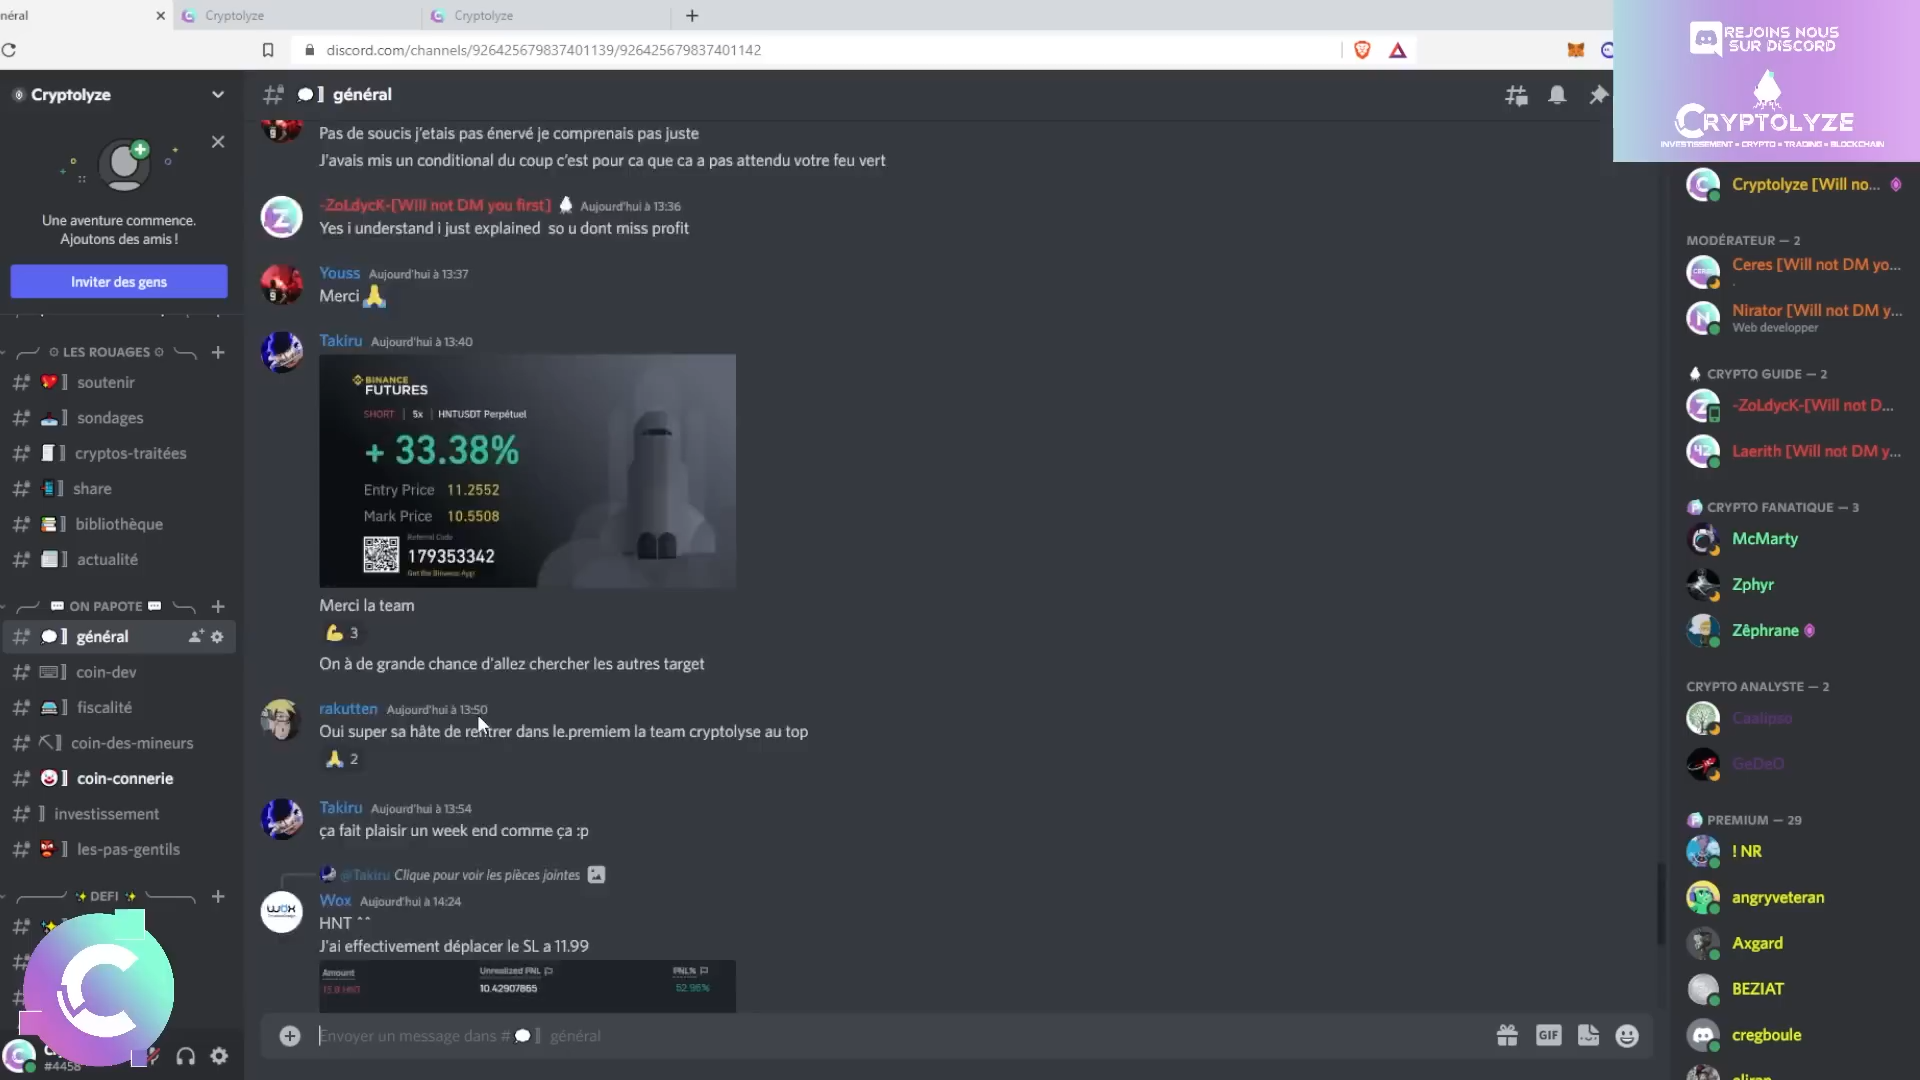 néral
Cryptolyze
Cryptolyze
discord.com/channels/926425679837401139/926425679837401142
REJOINS NOUS
SUR DISCORD
CRYPTOLYZE
INVESTISSEMENT • CRYPTO • TRADING • BLOCKCHAIN
Cryptolyze
Une aventure commence.
Ajoutons des amis !
Inviter des gens
LES ROUAGES
soutenir
sondages
cryptos-traitées
share
bibliothèque
actualité
ON PAPOTE
général
coin-dev
fiscalité
coin-des-mineurs
coin-connerie
investissement
les-pas-gentils
DEFI
#4458
général
Pas de soucis j'etais pas énervé je comprenais pas juste
J'avais mis un conditional du coup c'est pour ca que ca a pas attendu votre feu vert
-ZoLdycK-[Will not DM you first] Aujourd'hui à 13:36
Yes i understand i just explained so u dont miss profit
Youss Aujourd'hui à 13:37
Merci
Takiru Aujourd'hui à 13:40
BINANCE
FUTURES
SHORT | 5x | HNTUSDT Perpétuel
+ 33.38%
Entry Price 11.2552
Mark Price 10.5508
Referral Code
179353342
Get the Binance App!
Merci la team
3
On à de grande chance d'allez chercher les autres target
rakutten Aujourd'hui à 13:50
Oui super sa hâte de rentrer dans le.premiem la team cryptolyse au top
2
Takiru Aujourd'hui à 13:54
ça fait plaisir un week end comme ça :p
@Takiru Clique pour voir les pièces jointes
Wox Aujourd'hui à 14:24
HNT ^^
J'ai effectivement déplacer le SL a 11.99
Amount Unrealized PNL PNL%
15.8 HNT 10.42907865 52.96%
Envoyer un message dans # général
GIF
Cryptolyze [Will no...
MODÉRATEUR — 2
Ceres [Will not DM yo...
.
Nirator [Will not DM y...
Web developper
CRYPTO GUIDE — 2
-ZoLdycK-[Will not D...
Laerith [Will not DM y...
CRYPTO FANATIQUE — 3
McMarty
Zphyr
Zêphrane
CRYPTO ANALYSTE — 2
Caalipso
GeDeO
PREMIUM — 29
! NR
angryveteran
Axgard
BEZIAT
cregboule